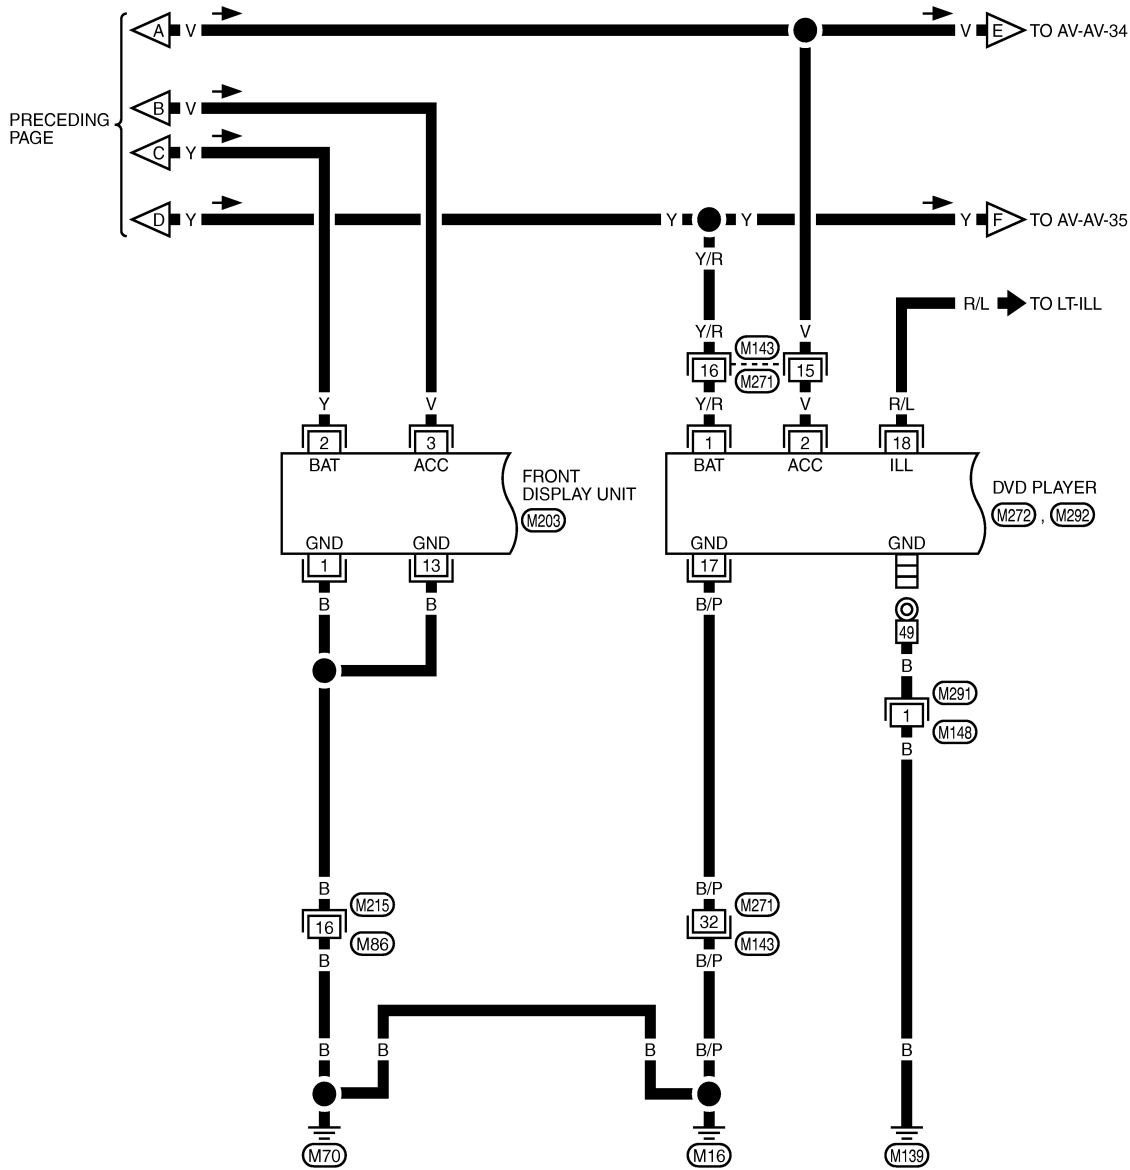 A V V E TO AV-AV-34
B V
PRECEDING
PAGE
C Y
D Y Y Y Y F TO AV-AV-35
Y/R
R/L TO LT-ILL
Y/R V
M143
16 15
M271
Y V Y/R V R/L
2 3 1 2 18
BAT ACC BAT ACC ILL
FRONT
DISPLAY UNIT
M203
DVD PLAYER
M272 , M292
GND GND GND GND
1 13 17
B B B/P
49
B
M291
1
M148
B
B B/P
M215 M271
16 32
M86 M143
B B/P
B B B B/P B
M70 M16 M139